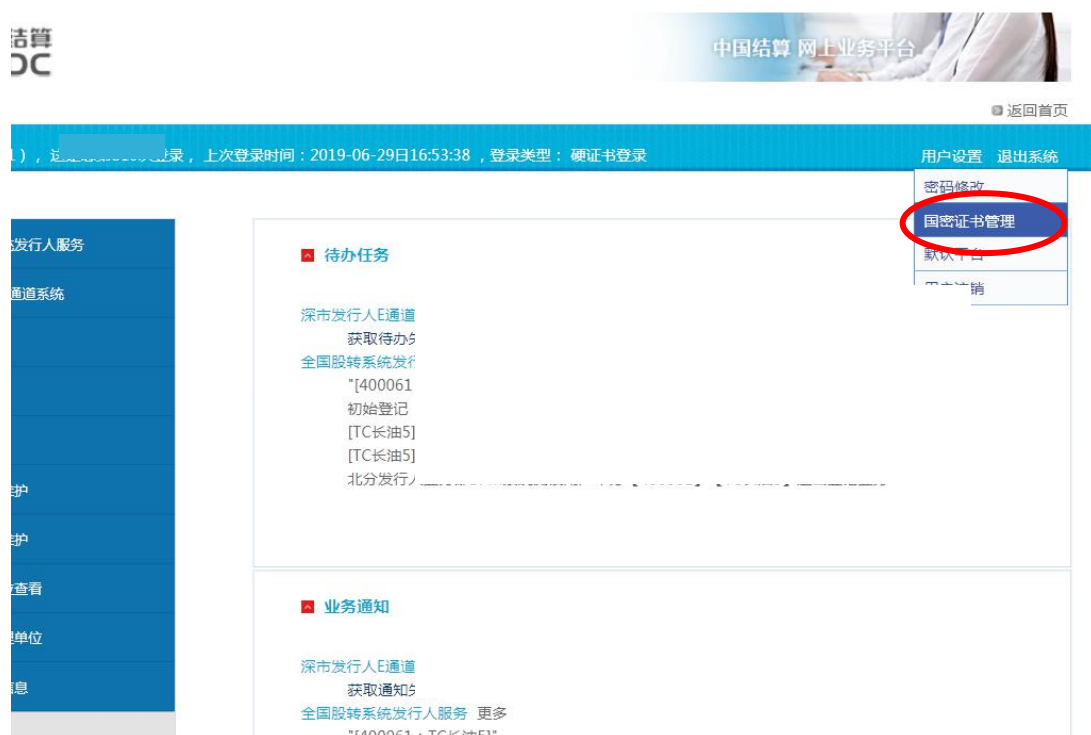 结算
DC
中国结算 网上业务平台
返回首页
录， 上次登录时间：2019-06-29日16:53:38 ，登录类型： 硬证书登录
用户设置 退出系统
密码修改
国密证书管理
默认平台
销
发行人服务
通道系统
护
护
查看
单位
息
待办任务
深市发行人E通道
获取待办
全国股转系统发行
"[400061
初始登记
[TC长油5]
[TC长油5]
北分发行人
业务通知
深市发行人E通道
获取通知
全国股转系统发行人服务 更多
"[400061：TC长油5]"